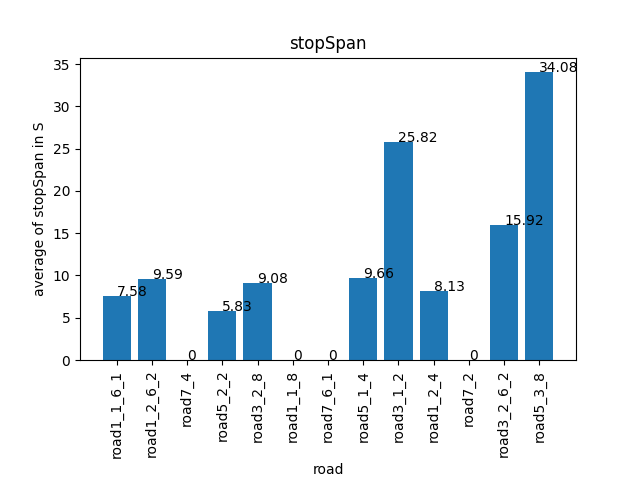 stopSpan
average of stopSpan in S
35
30
25
20
15
10
5
0
7.58
9.59
0
5.83
9.08
0
0
9.66
25.82
8.13
0
15.92
34.08
road1_1_6_1
road1_2_6_2
road7_4
road5_2_2
road3_2_8
road1_1_8
road7_6_1
road5_1_4
road3_1_2
road1_2_4
road7_2
road3_2_6_2
road5_3_8
road